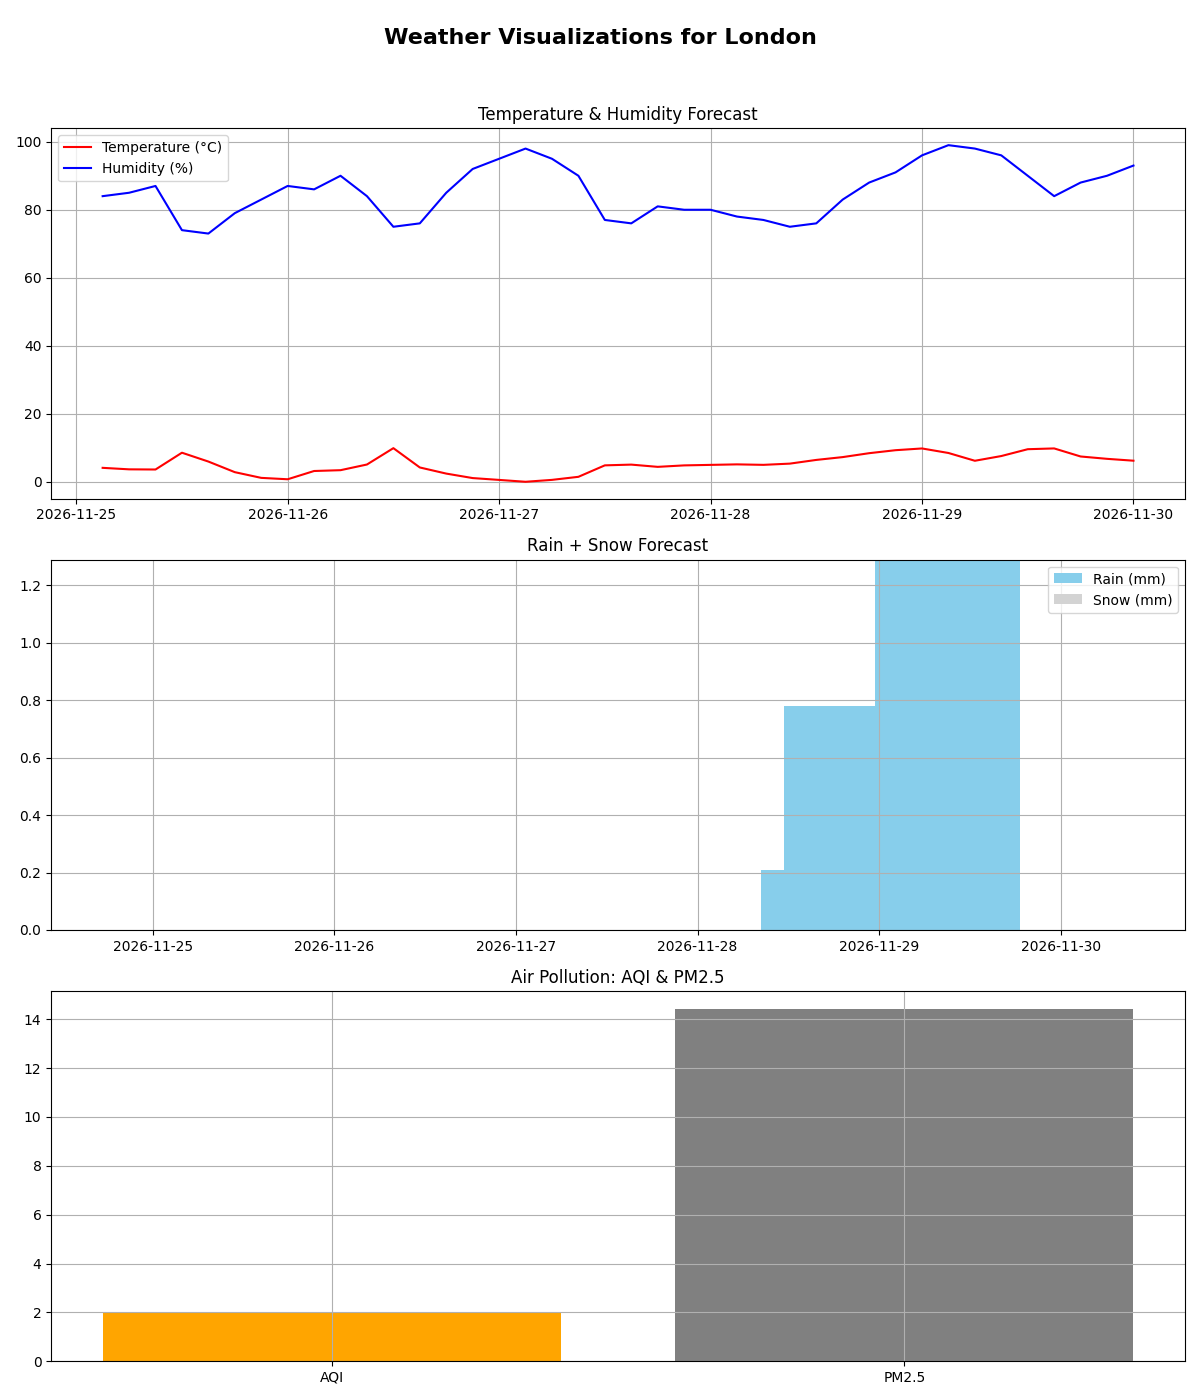 Weather Visualizations for London
Temperature & Humidity Forecast
Temperature (°C)
Humidity (%)
100
80
60
40
20
0
2026-11-25 2026-11-26 2026-11-27 2026-11-28 2026-11-29 2026-11-30
Rain + Snow Forecast
Rain (mm)
Snow (mm)
1.2
1.0
0.8
0.6
0.4
0.2
0.0
2026-11-25 2026-11-26 2026-11-27 2026-11-28 2026-11-29 2026-11-30
Air Pollution: AQI & PM2.5
14
12
10
8
6
4
2
0
AQI PM2.5